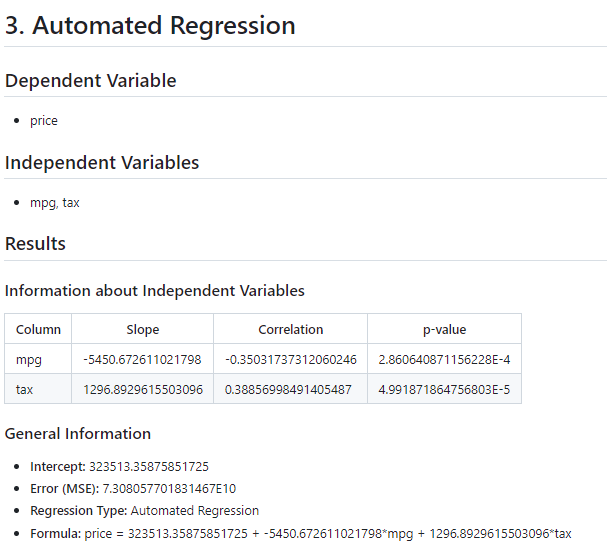 3. Automated Regression
Dependent Variable
price
Independent Variables
mpg, tax
Results
Information about Independent Variables
Column Slope Correlation p-value
mpg -5450.672611021798 -0.35031737312060246 2.860640871156228E-4
tax 1296.8929615503096 0.38856998491405487 4.991871864756803E-5
General Information
Intercept: 323513.35875851725
Error (MSE): 7.308057701831467E10
Regression Type: Automated Regression
Formula: price = 323513.35875851725 + -5450.672611021798*mpg + 1296.8929615503096*tax